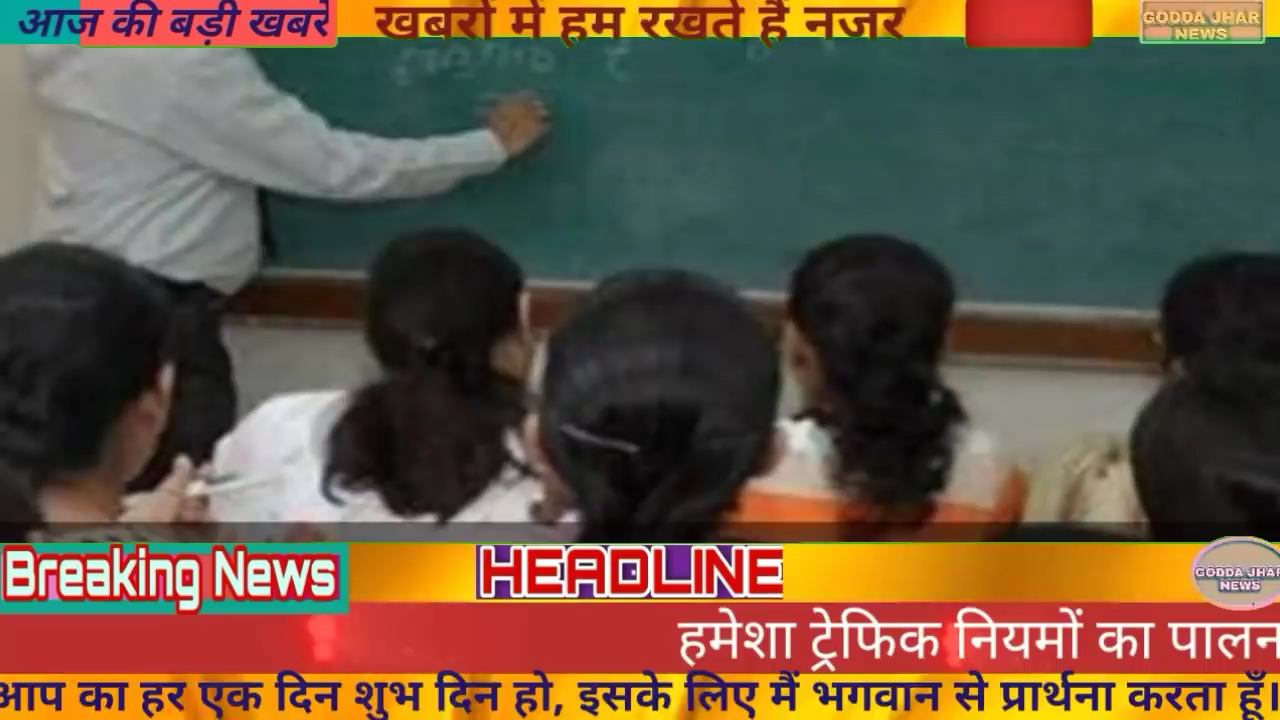 आज की बड़ी खबरें
खबरों में हम रखते हैं नजर
GODDA JHAR
NEWS
Breaking News
HEADLINE
GODDA JHAR
NEWS
हमेशा ट्रेफिक नियमों का पालन
आप का हर एक दिन शुभ दिन हो, इसके लिए मैं भगवान से प्रार्थना करता हूँ।